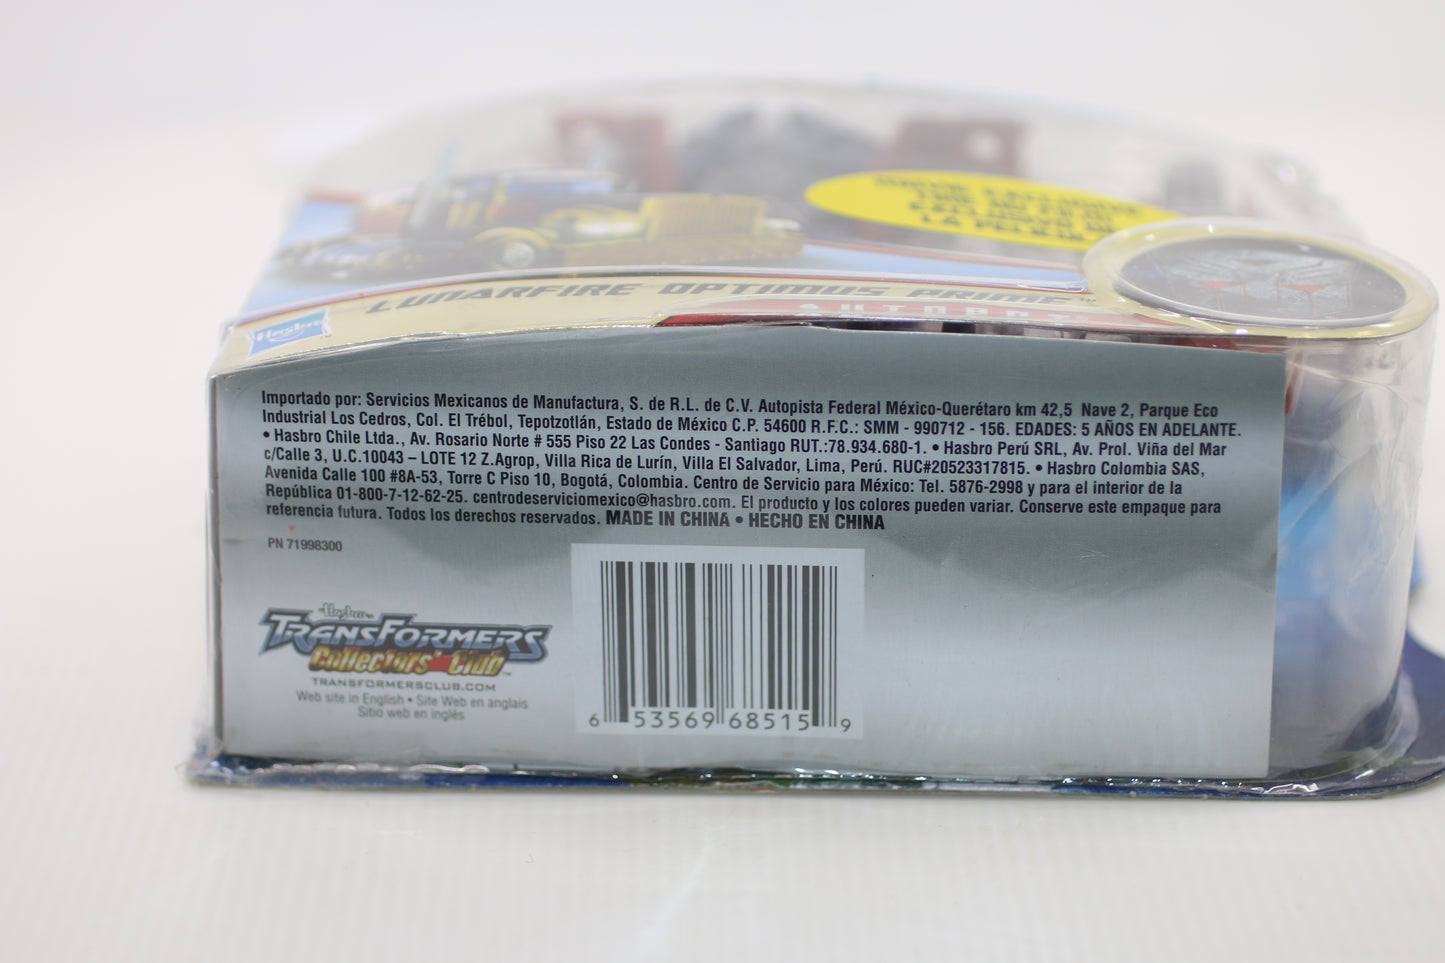 LA PELICULA
LUNARFIRE OPTIMUS PRIME™
AUTOBOT
Hasbro
Importado por: Servicios Mexicanos de Manufactura, S. de R.L. de C.V. Autopista Federal México-Querétaro km 42,5 Nave 2, Parque Eco
Industrial Los Cedros, Col. El Trébol, Tepotzotlán, Estado de México C.P. 54600 R.F.C.: SMM - 990712 - 156. EDADES: 5 AÑOS EN ADELANTE.
• Hasbro Chile Ltda., Av. Rosario Norte # 555 Piso 22 Las Condes - Santiago RUT.:78.934.680-1. • Hasbro Perú SRL, Av. Prol. Viña del Mar
c/Calle 3, U.C.10043 – LOTE 12 Z.Agrop, Villa Rica de Lurín, Villa El Salvador, Lima, Perú. RUC#20523317815. • Hasbro Colombia SAS,
Avenida Calle 100 #8A-53, Torre C Piso 10, Bogotá, Colombia. Centro de Servicio para México: Tel. 5876-2998 y para el interior de la
República 01-800-7-12-62-25. centrodeserviciomexico@hasbro.com. El producto y los colores pueden variar. Conserve este empaque para
referencia futura. Todos los derechos reservados. MADE IN CHINA • HECHO EN CHINA
PN 71998300
Hasbro
TRANSFORMERS
Collectors' Club™
TRANSFORMERSCLUB.COM
Web site in English • Site Web en anglais
Sitio web en inglés
6 53569 68515 9